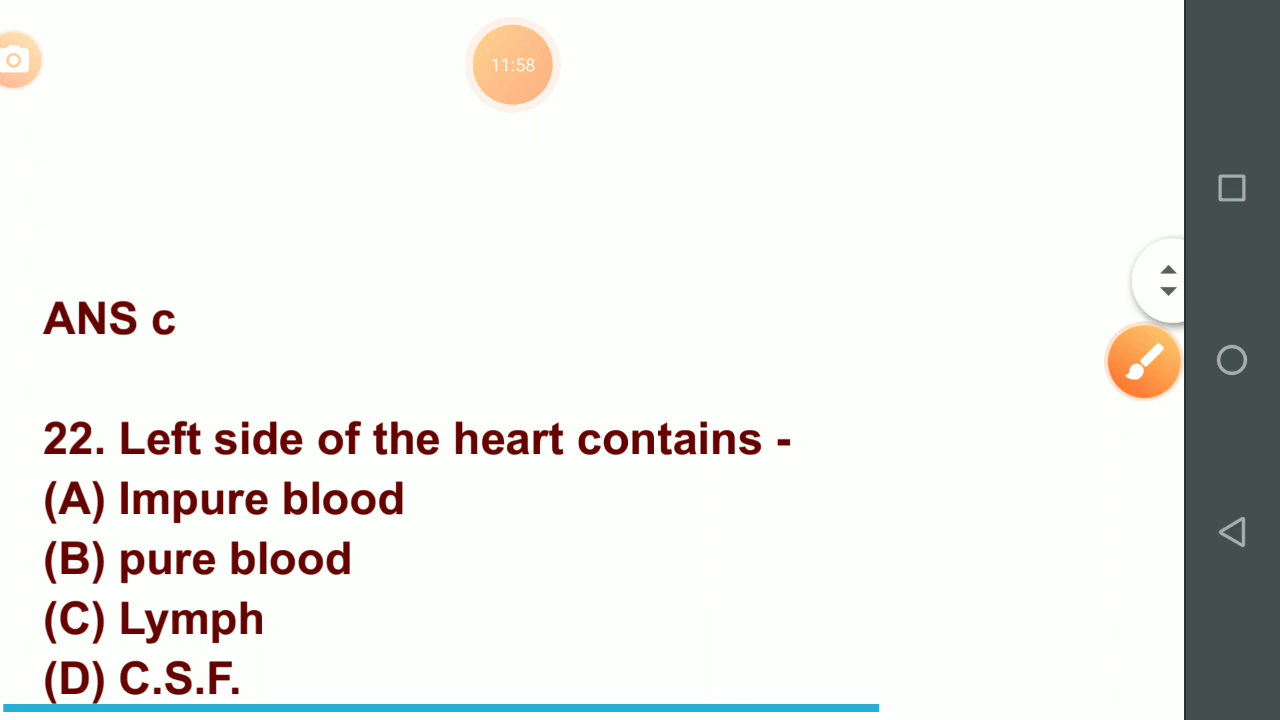 11:58
ANS c
22. Left side of the heart contains -
(A) Impure blood
(B) pure blood
(C) Lymph
(D) C.S.F.